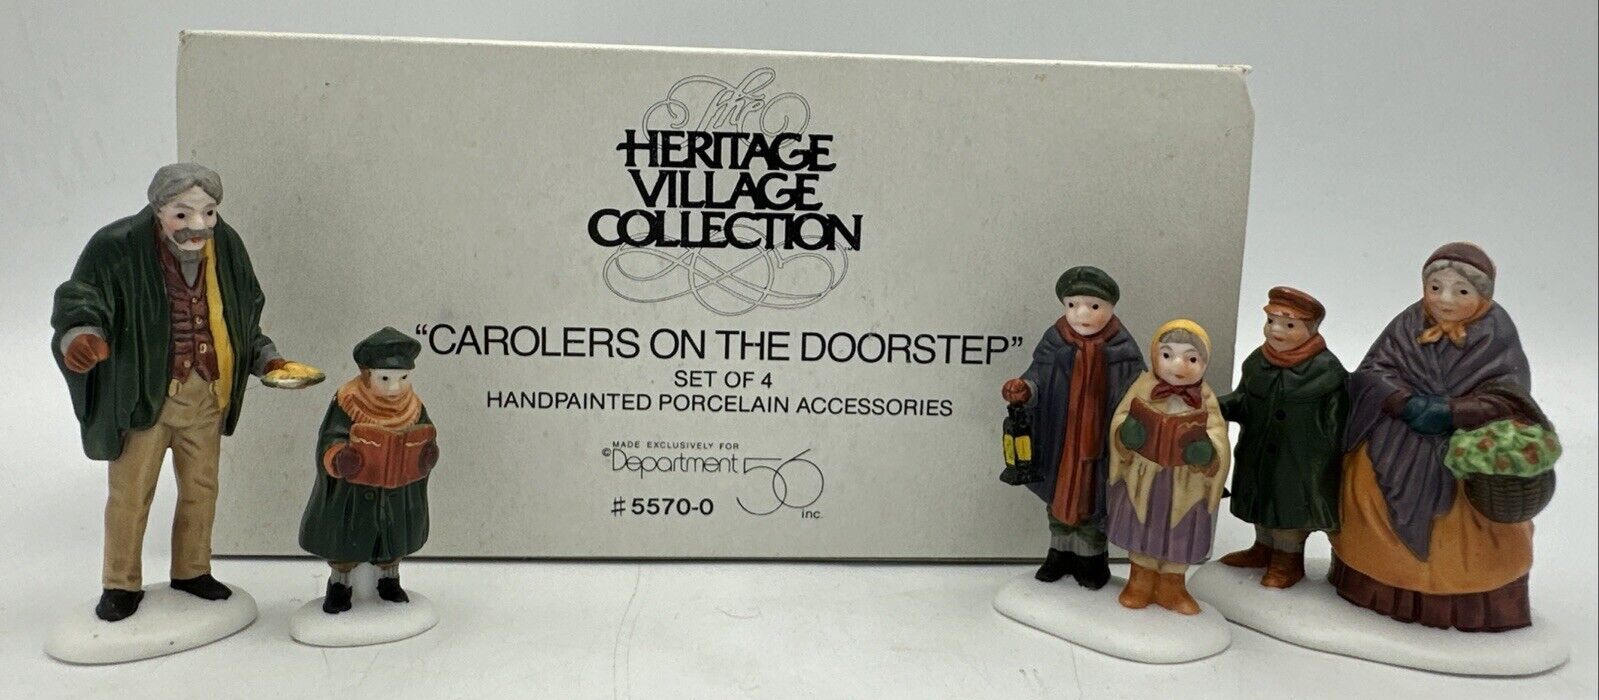 The
HERITAGE
VILLAGE
COLLECTION™
“CAROLERS ON THE DOORSTEP”
SET OF 4
HANDPAINTED PORCELAIN ACCESSORIES
MADE EXCLUSIVELY FOR
©Department 56
#5570-0 inc.